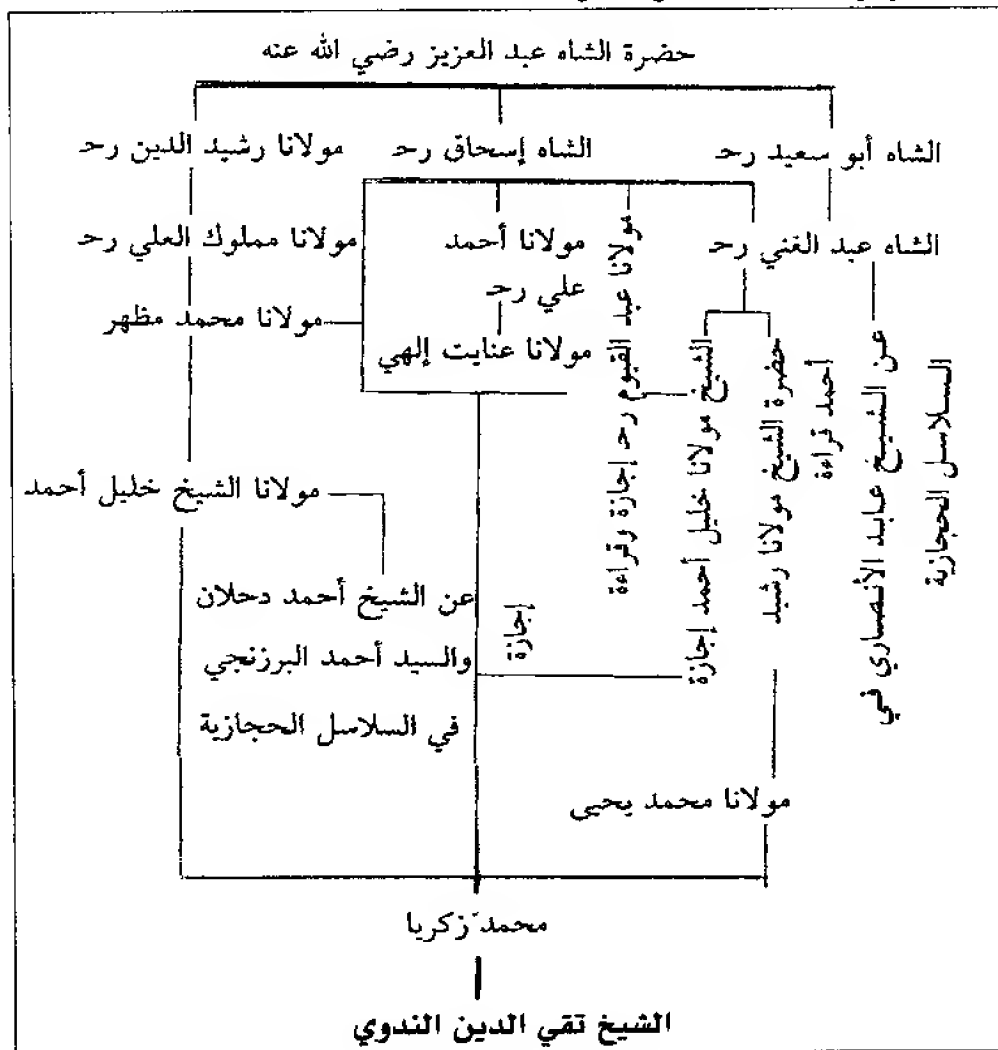 حضرة الشاه عبد العزيز رضي الله عنه
الشاه أبو سعيد رحـ
الشاه إسحاق رحـ
مولانا رشيد الدين رحـ
الشاه عبد الغني رحـ
مولانا عبد القيوم رحـ إجازة وقراءة
مولانا أحمد
علي رحـ
مولانا مملوك العلي رحـ
مولانا محمد مظهر
مولانا عنايت إلهي
عن الشيخ عابد الأنصاري في
السلاسل الحجازية
حضرة الشيخ مولانا رشيد
أحمد قراءة
الشيخ مولانا خليل أحمد إجازة
إجازة
مولانا الشيخ خليل أحمد
عن الشيخ أحمد دحلان
والسيد أحمد البرزنجي
في السلاسل الحجازية
مولانا محمد يحيى
محمد زكريا
الشيخ تقي الدين الندوي